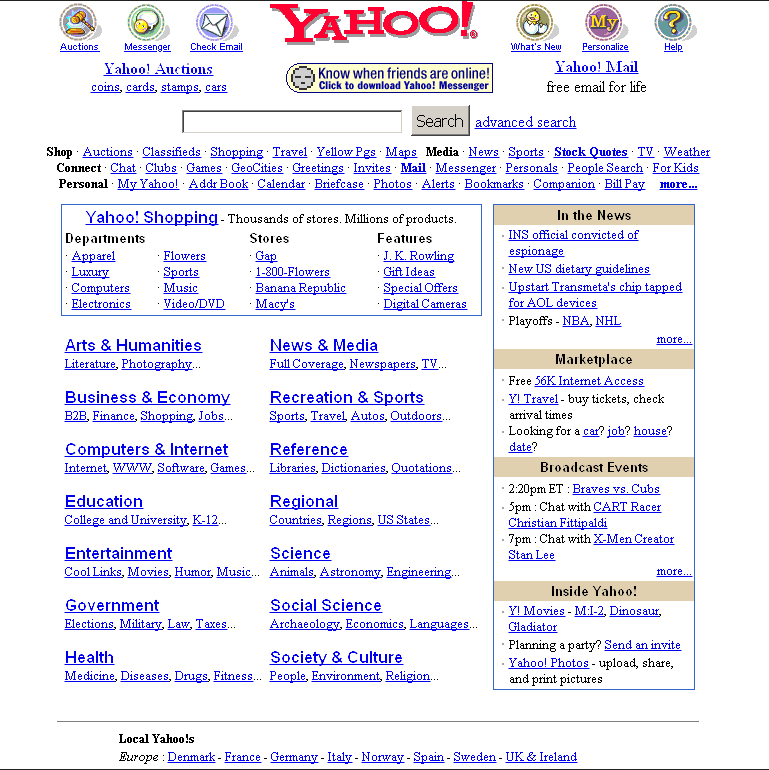 YAHOO!
Auctions Messenger Check Email What's New Personalize Help
My
Yahoo! Auctions
coins, cards, stamps, cars
Know when friends are online!
Click to download Yahoo! Messenger
Yahoo! Mail
free email for life
Search advanced search
Shop · Auctions · Classifieds · Shopping · Travel · Yellow Pgs · Maps Media · News · Sports · Stock Quotes · TV · Weather
Connect · Chat · Clubs · Games · GeoCities · Greetings · Invites · Mail · Messenger · Personals · People Search · For Kids
Personal · My Yahoo! · Addr Book · Calendar · Briefcase · Photos · Alerts · Bookmarks · Companion · Bill Pay more...
Yahoo! Shopping - Thousands of stores. Millions of products.
Departments Stores Features
· Apparel · Flowers · Gap · J. K. Rowling
· Luxury · Sports · 1-800-Flowers · Gift Ideas
· Computers · Music · Banana Republic · Special Offers
· Electronics · Video/DVD · Macy's · Digital Cameras
Arts & Humanities
Literature, Photography...
News & Media
Full Coverage, Newspapers, TV...
Business & Economy
B2B, Finance, Shopping, Jobs...
Recreation & Sports
Sports, Travel, Autos, Outdoors...
Computers & Internet
Internet, WWW, Software, Games...
Reference
Libraries, Dictionaries, Quotations...
Education
College and University, K-12...
Regional
Countries, Regions, US States...
Entertainment
Cool Links, Movies, Humor, Music...
Science
Animals, Astronomy, Engineering...
Government
Elections, Military, Law, Taxes...
Social Science
Archaeology, Economics, Languages...
Health
Medicine, Diseases, Drugs, Fitness...
Society & Culture
People, Environment, Religion...
In the News
· INS official convicted of
espionage
· New US dietary guidelines
· Upstart Transmeta's chip tapped
for AOL devices
· Playoffs - NBA, NHL
more...
Marketplace
· Free 56K Internet Access
· Y! Travel - buy tickets, check
arrival times
· Looking for a car? job? house?
date?
Broadcast Events
· 2:20pm ET : Braves vs. Cubs
· 5pm : Chat with CART Racer
Christian Fittipaldi
· 7pm : Chat with X-Men Creator
Stan Lee
more...
Inside Yahoo!
· Y! Movies - M:I-2, Dinosaur,
Gladiator
· Planning a party? Send an invite
· Yahoo! Photos - upload, share,
and print pictures
Local Yahoo!s
Europe : Denmark - France - Germany - Italy - Norway - Spain - Sweden - UK & Ireland